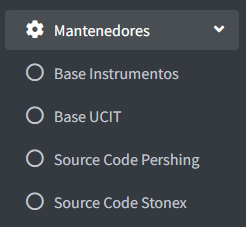 Mantenedores
Base Instrumentos
Base UCIT
Source Code Pershing
Source Code Stonex